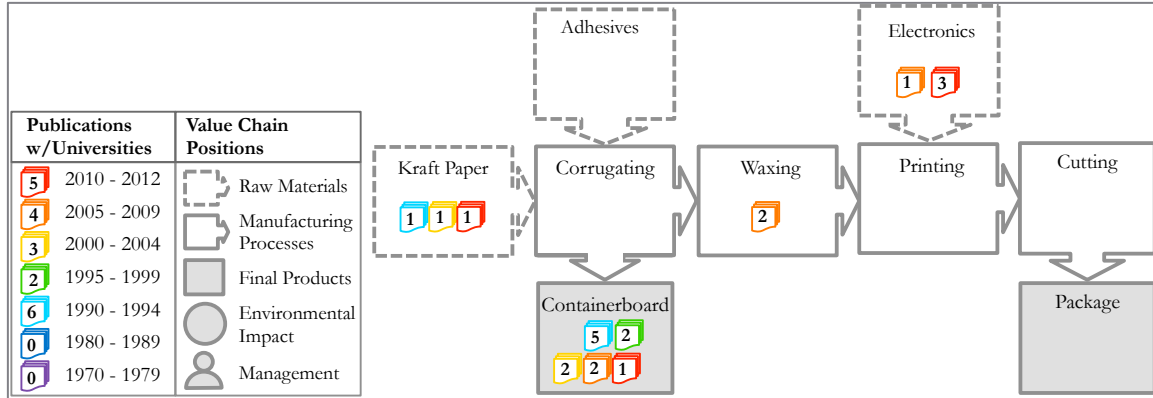 Publications
w/Universities
Value Chain
Positions
5 2010 - 2012
4 2005 - 2009
3 2000 - 2004
2 1995 - 1999
6 1990 - 1994
0 1980 - 1989
0 1970 - 1979
Raw Materials
Manufacturing
Processes
Final Products
Environmental
Impact
Management
Adhesives
Electronics
1 3
Kraft Paper
1 1 1
Corrugating
Waxing
2
Printing
Cutting
Containerboard
5 2
2 2 1
Package